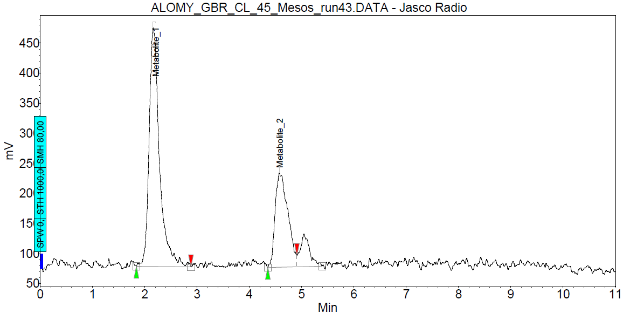 ALOMY_GBR_CL_45_Mesos_run43.DATA - Jasco Radio
450
400
350
300
250
200
150
100
50
mV
SPW 0, STH 1000,0 SMH 80,00
Metabolite_1
Metabolite_2
0 1 2 3 4 5 6 7 8 9 10 11
Min